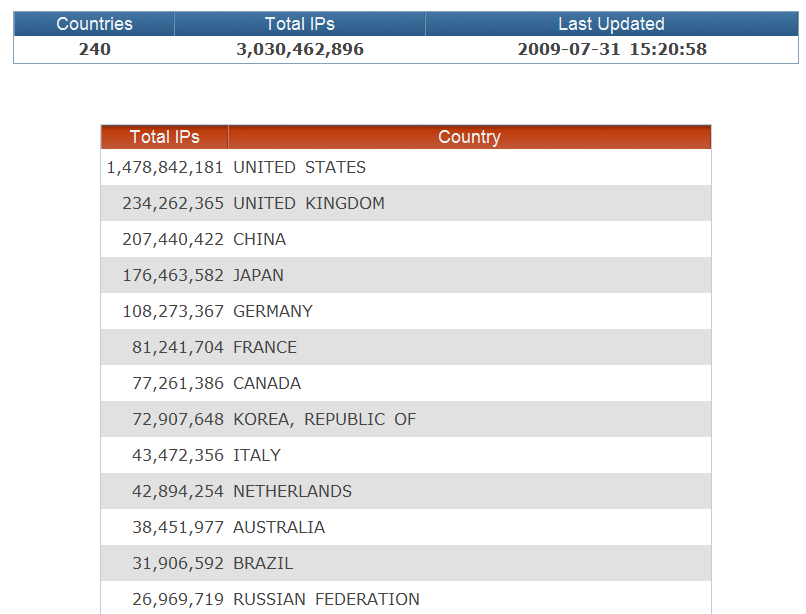 Countries Total IPs Last Updated
240 3,030,462,896 2009-07-31 15:20:58
Total IPs Country
1,478,842,181 UNITED STATES
234,262,365 UNITED KINGDOM
207,440,422 CHINA
176,463,582 JAPAN
108,273,367 GERMANY
81,241,704 FRANCE
77,261,386 CANADA
72,907,648 KOREA, REPUBLIC OF
43,472,356 ITALY
42,894,254 NETHERLANDS
38,451,977 AUSTRALIA
31,906,592 BRAZIL
26,969,719 RUSSIAN FEDERATION